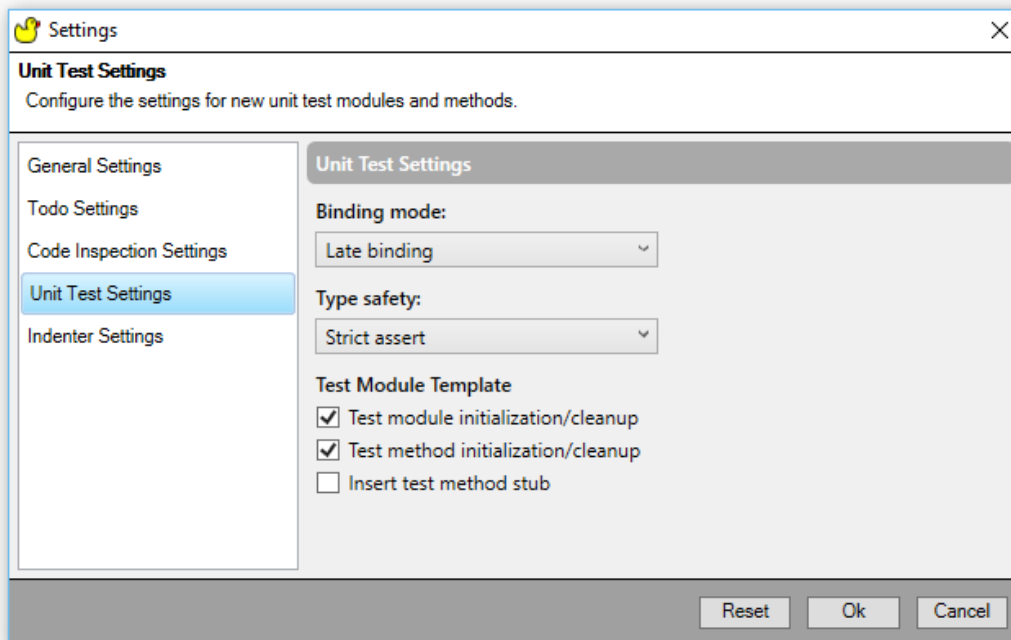 Settings
Unit Test Settings
Configure the settings for new unit test modules and methods.
General Settings
Todo Settings
Code Inspection Settings
Unit Test Settings
Indenter Settings
Unit Test Settings
Binding mode:
Late binding
Type safety:
Strict assert
Test Module Template
Test module initialization/cleanup
Test method initialization/cleanup
Insert test method stub
Reset Ok Cancel